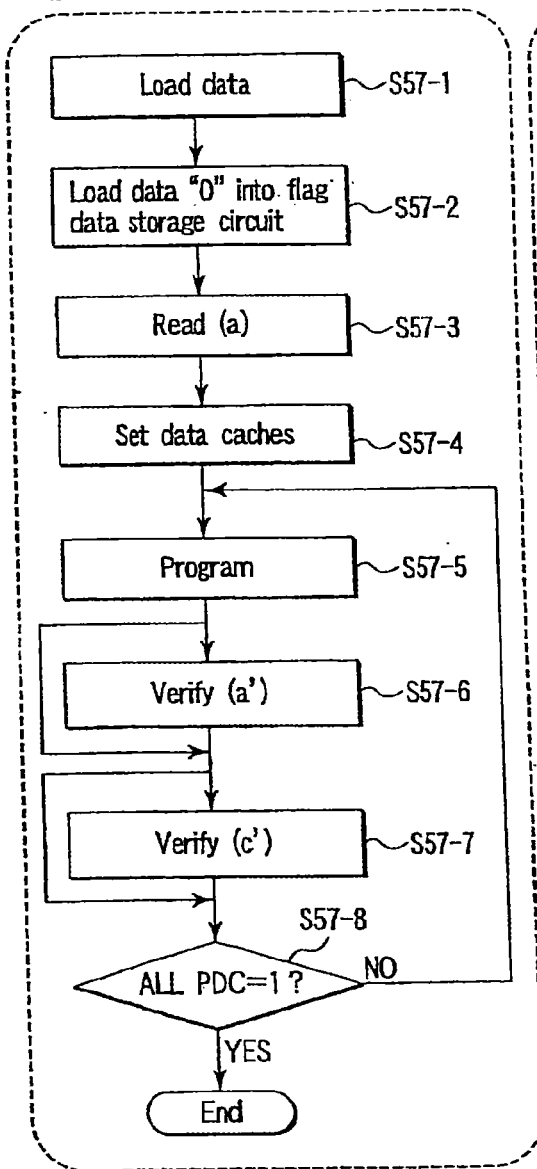 Load data
S57-1
Load data "0" into flag
data storage circuit
S57-2
Read (a)
S57-3
Set data caches
S57-4
Program
S57-5
Verify (a')
S57-6
Verify (c')
S57-7
S57-8
ALL PDC=1 ?
NO
YES
End